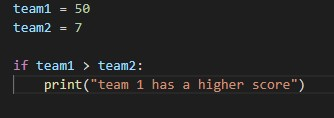 team1 = 50
team2 = 7
if team1 > team2:
    print("team 1 has a higher score")